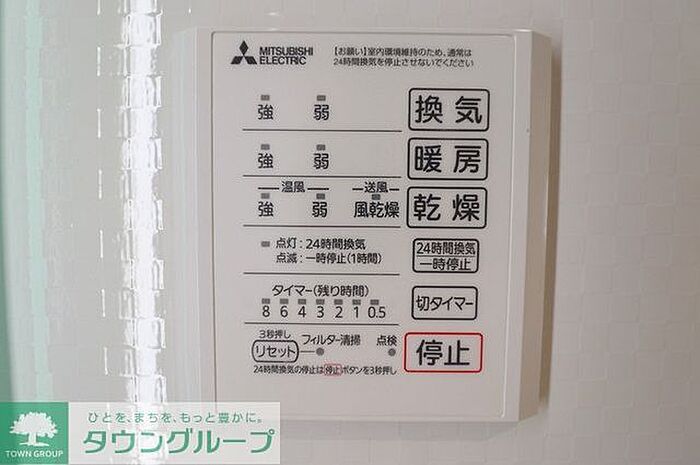 MITSUBISHI ELECTRIC
【お願い】室内環境維持のため、通常は
24時間換気を停止させないでください
強 弱 換気
強 弱 暖房
温風 送風
強 弱 風乾燥 乾燥
点灯:24時間換気
点滅:一時停止(1時間)
24時間換気
一時停止
タイマー(残り時間)
8 6 4 3 2 1 0.5
切タイマー
3秒押し
リセット フィルター清掃 点検
停止
24時間換気の停止は停止ボタンを3秒押し
TOWN GROUP
ひとを、まちを、もっと豊かに。
タウングループ